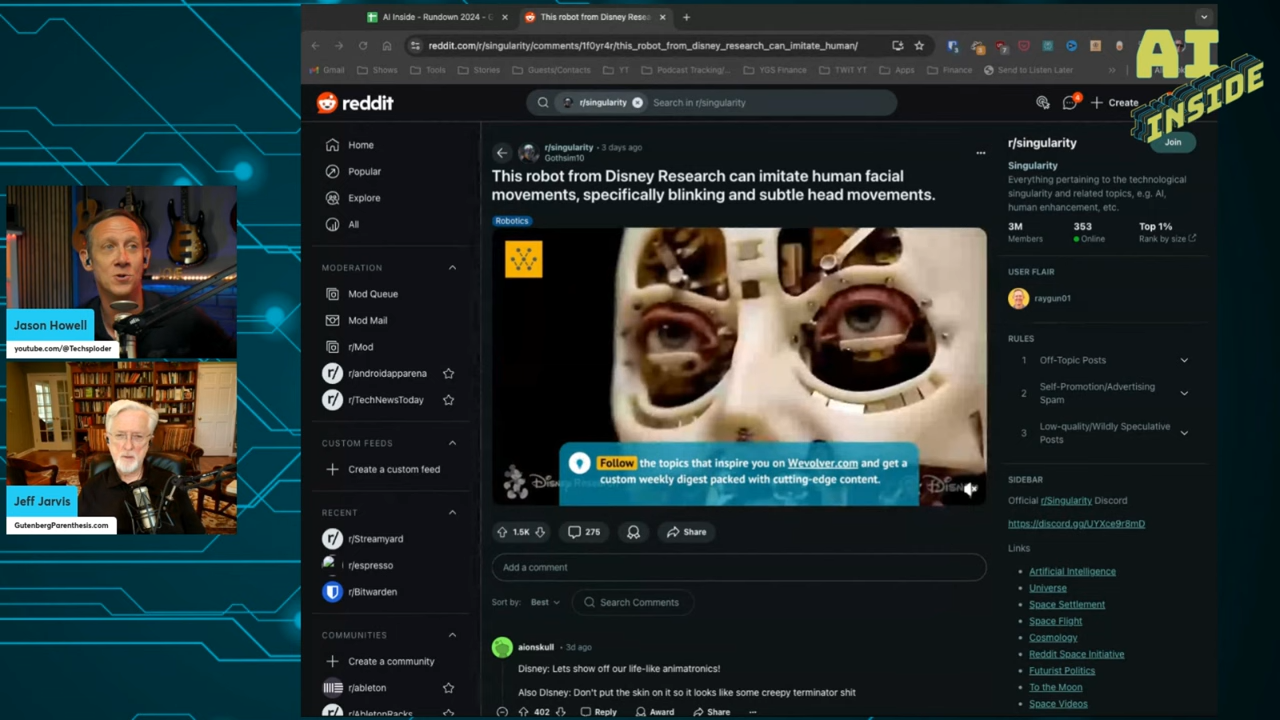 AI Inside - Rundown 2024 - G
This robot from Disney Resea
reddit.com/r/singularity/comments/1f0yr4r/this_robot_from_disney_research_can_imitate_human/
Gmail
Shows
Tools
Stories
Guests/Contacts
YT
Podcast Tracking/...
YGS Finance
TWiT YT
Apps
Finance
Send to Listen Later
AI
INSIDE
reddit
r/singularity
Search in r/singularity
Create
Home
Popular
Explore
All
MODERATION
Mod Queue
Mod Mail
r/Mod
r/androidapparena
r/TechNewsToday
CUSTOM FEEDS
Create a custom feed
RECENT
r/Streamyard
r/espresso
r/Bitwarden
COMMUNITIES
Create a community
r/ableton
r/AbletonRacks
r/singularity • 3 days ago
Gothsim10
This robot from Disney Research can imitate human facial
movements, specifically blinking and subtle head movements.
Robotics
Follow the topics that inspire you on Wevolver.com and get a
custom weekly digest packed with cutting-edge content.
1.5K
275
Share
Add a comment
Sort by: Best
Search Comments
aionskull • 3d ago
Disney: Lets show off our life-like animatronics!
Also Disney: Don't put the skin on it so it looks like some creepy terminator shit
402
Reply
Award
Share
r/singularity
Join
Singularity
Everything pertaining to the technological
singularity and related topics, e.g. AI,
human enhancement, etc.
3M
Members
353
Online
Top 1%
Rank by size
USER FLAIR
raygun01
RULES
1 Off-Topic Posts
2 Self-Promotion/Advertising
Spam
3 Low-quality/Wildly Speculative
Posts
SIDEBAR
Official r/Singularity Discord
https://discord.gg/UYXce9r8mD
Links
Artificial Intelligence
Universe
Space Settlement
Space Flight
Cosmology
Reddit Space Initiative
Futurist Politics
To the Moon
Space Videos
Jason Howell
youtube.com/@Techsploder
Jeff Jarvis
GutenbergParenthesis.com